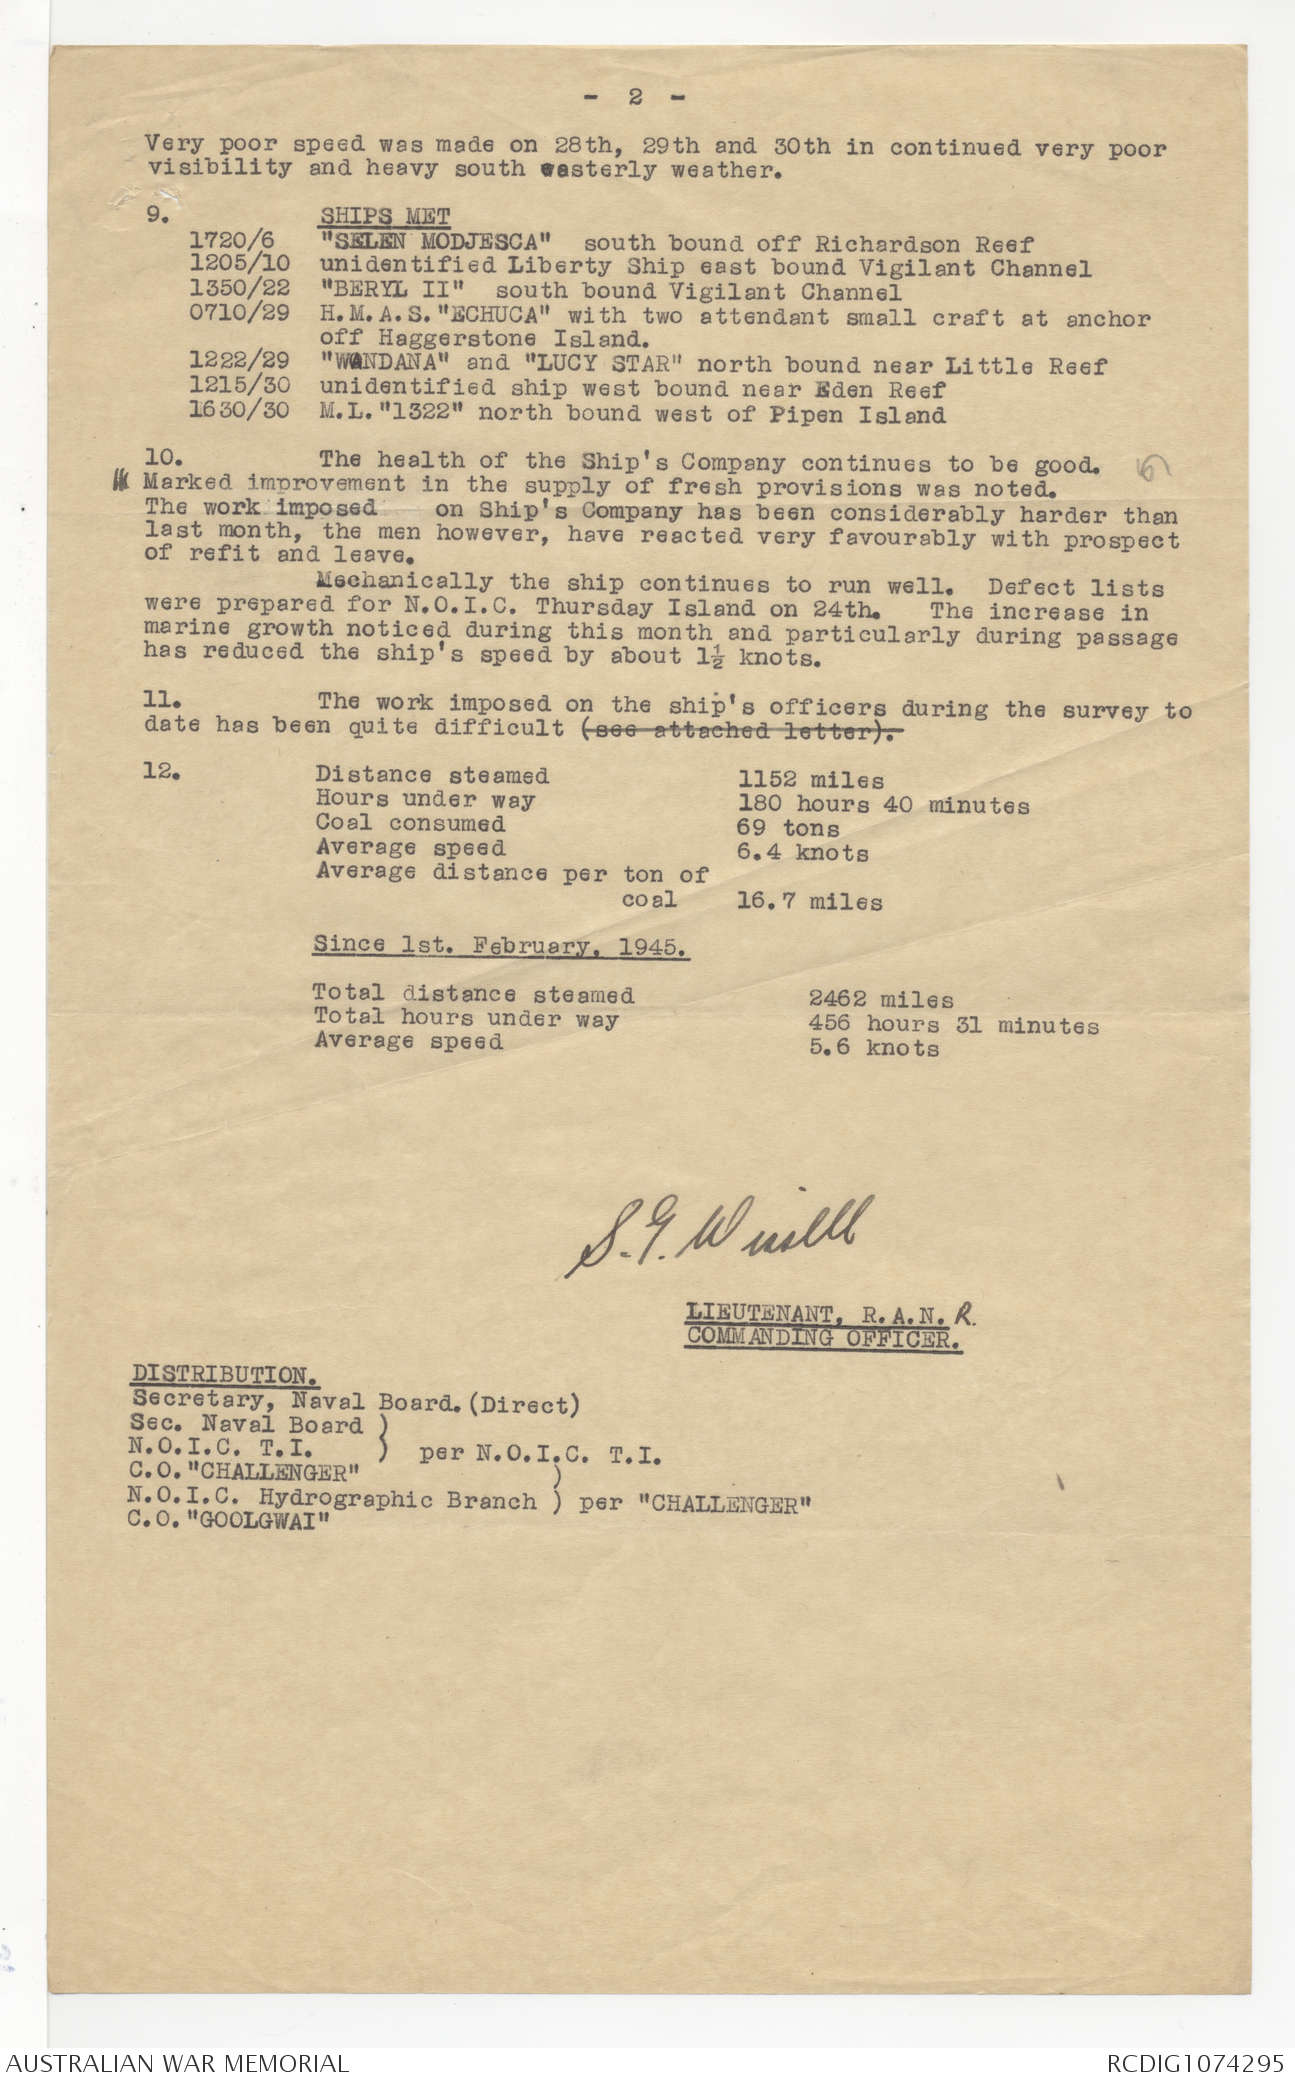 - 2 -
Very poor speed was made on 28th, 29th and 30th in continued very poor
visibility and heavy south easterly weather.
9. SHIPS MET
1720/6 "SELEN MODJESCA" south bound off Richardson Reef
1205/10 unidentified Liberty Ship east bound Vigilant Channel
1350/22 "BERYL II" south bound Vigilant Channel
0710/29 H.M.A.S."ECHUCA" with two attendant small craft at anchor
off Haggerstone Island.
1222/29 "WANDANA" and "LUCY STAR" north bound near Little Reef
1215/30 unidentified ship west bound near Eden Reef
1630/30 M.L."1322" north bound west of Pipen Island
10. The health of the Ship's Company continues to be good.
Marked improvement in the supply of fresh provisions was noted.
The work imposed on Ship's Company has been considerably harder than
last month, the men however, have reacted very favourably with prospect
of refit and leave.
Mechanically the ship continues to run well. Defect lists
were prepared for N.O.I.C. Thursday Island on 24th. The increase in
marine growth noticed during this month and particularly during passage
has reduced the ship's speed by about 1½ knots.
11. The work imposed on the ship's officers during the survey to
date has been quite difficult (see attached letter).
12. Distance steamed 1152 miles
Hours under way 180 hours 40 minutes
Coal consumed 69 tons
Average speed 6.4 knots
Average distance per ton of
coal 16.7 miles
Since 1st. February, 1945.
Total distance steamed 2462 miles
Total hours under way 456 hours 31 minutes
Average speed 5.6 knots
S. G.
LIEUTENANT, R.A.N.R.
COMMANDING OFFICER.
DISTRIBUTION.
Secretary, Naval Board.(Direct)
Sec. Naval Board )
N.O.I.C. T.I. ) per N.O.I.C. T.I.
C.O."CHALLENGER" )
N.O.I.C. Hydrographic Branch ) per "CHALLENGER"
C.O."GOOLGWAI"
AUSTRALIAN WAR MEMORIAL
RCDIG1074295